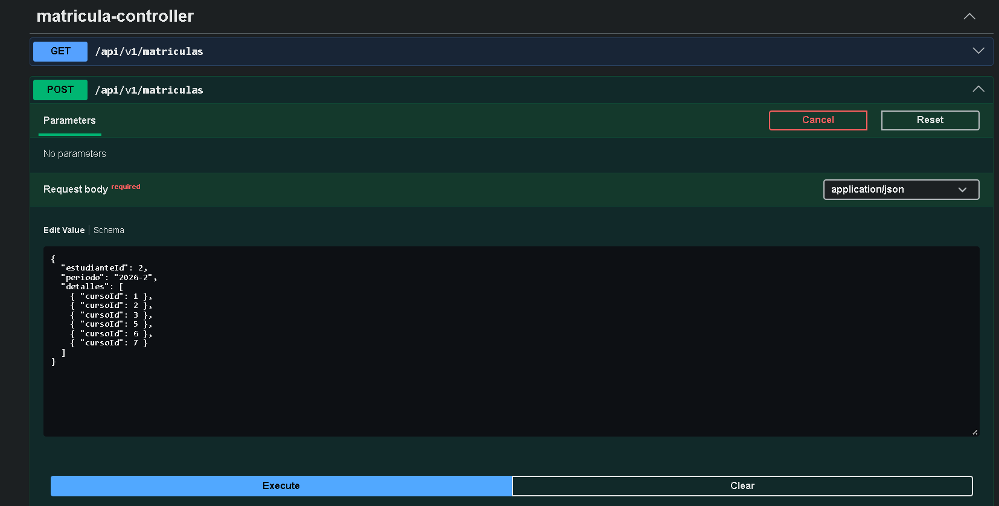 matricula-controller
GET /api/v1/matriculas
POST /api/v1/matriculas
Parameters
Cancel
Reset
No parameters
Request body required
application/json
Edit Value | Schema
{
  "estudianteId": 2,
  "periodo": "2026-2",
  "detalles": [
    { "cursoId": 1 },
    { "cursoId": 2 },
    { "cursoId": 3 },
    { "cursoId": 5 },
    { "cursoId": 6 },
    { "cursoId": 7 }
  ]
}
Execute
Clear